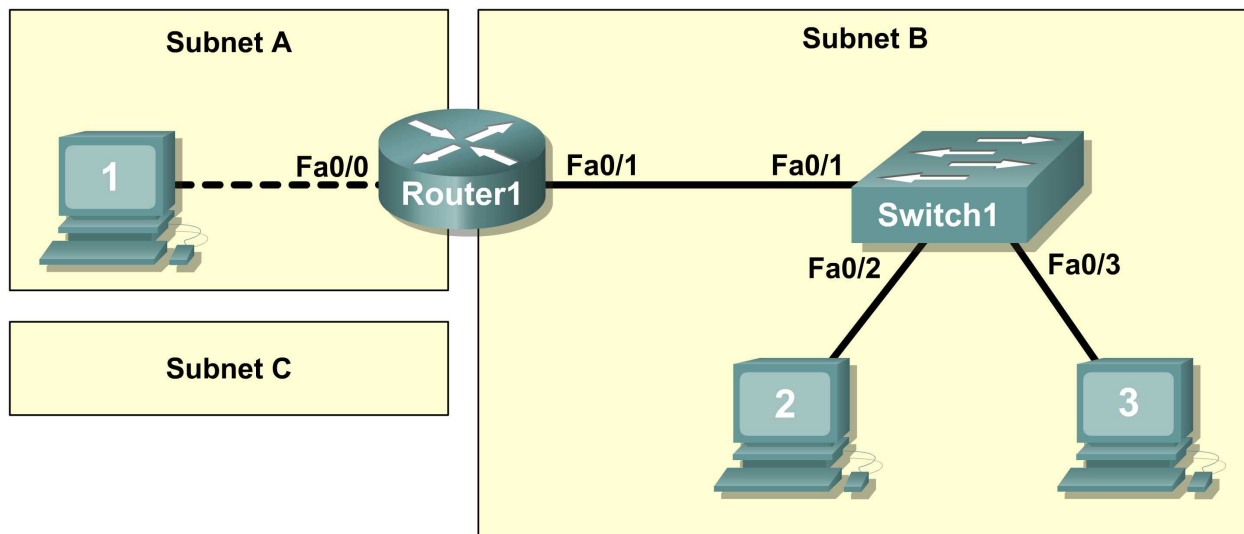 Subnet A
Subnet B
1
Fa0/0
Router1
Fa0/1
Fa0/1
Switch1
Fa0/2
Fa0/3
Subnet C
2
3